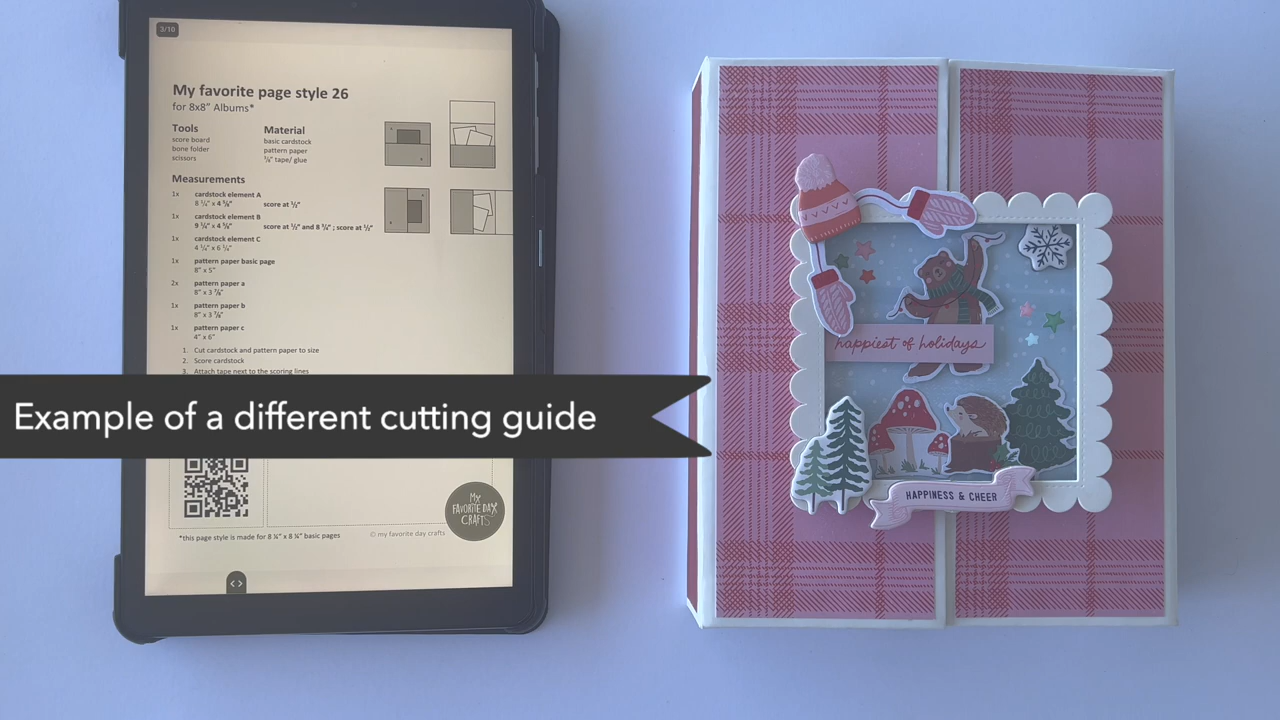 3/10
My favorite page style 26
for 8x8" Albums*
Tools
score board
bone folder
scissors
Material
basic cardstock
pattern paper
⅛" tape/ glue
Measurements
1x cardstock element A
8 ¼" x 4 ⅝" score at ½"
1x cardstock element B
9 ¼" x 4 ⅝" score at ½" and 8 ¾" ; score at ½"
1x cardstock element C
4 ¼" x 6 ¼"
1x pattern paper basic page
8" x 5"
2x pattern paper a
8" x 3 ⅞"
1x pattern paper b
8" x 3 ⅞"
1x pattern paper c
4" x 6"
1. Cut cardstock and pattern paper to size
2. Score cardstock
3. Attach tape next to the scoring lines
Example of a different cutting guide
MY
FAVORITE DAY
CRAFTS
*this page style is made for 8 ¼" x 8 ¼" basic pages
© my favorite day crafts
happiest of holidays
HAPPINESS & CHEER